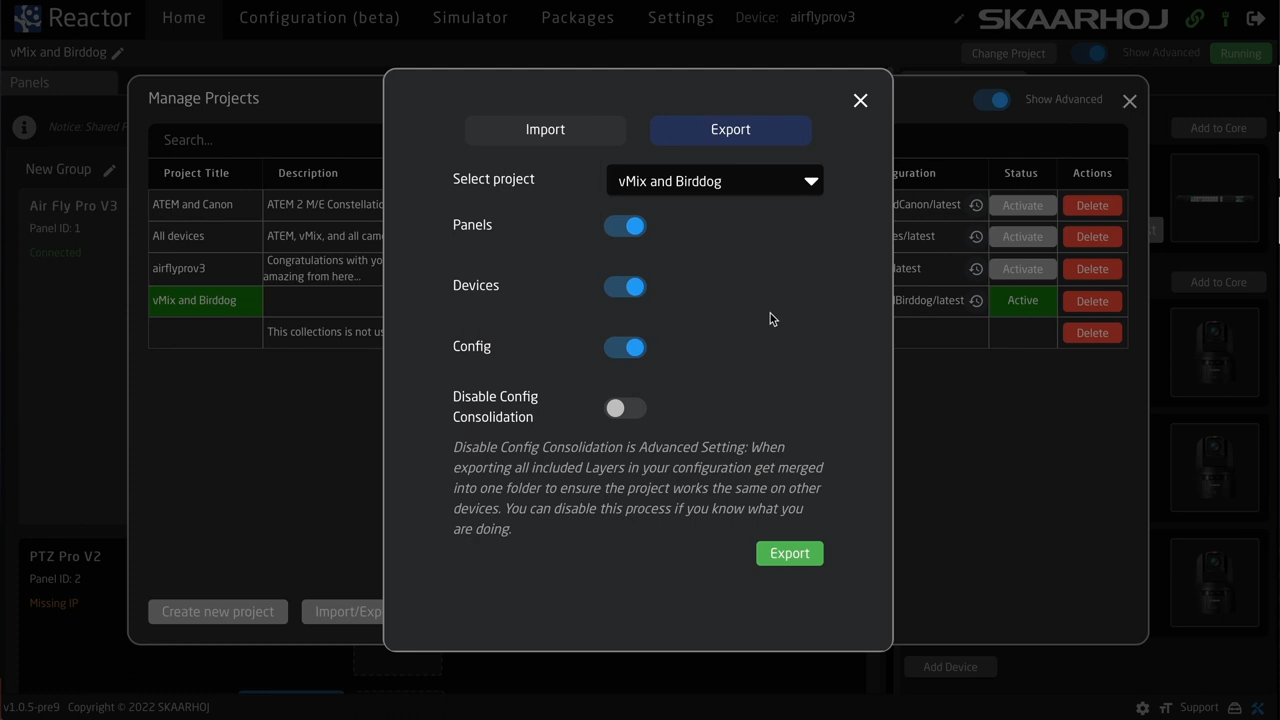 Reactor
Home
Configuration (beta)
Simulator
Packages
Settings
Device: airflyprov3
SKAARHOJ
vMix and Birddog
Change Project
Show Advanced
Running
Panels
Manage Projects
Show Advanced
Notice: Shared
Search...
Add to Core
New Group
Project Title
Description
Status
Actions
Air Fly Pro V3
Panel ID: 1
Connected
ATEM and Canon
ATEM 2 M/E Constellatio
dCanon/latest
Activate
Delete
All devices
ATEM, vMix, and all came
es/latest
Activate
Delete
airflyprov3
Congratulations with yo
amazing from here...
latest
Activate
Delete
vMix and Birddog
Birddog/latest
Active
Delete
This collections is not us
Delete
Add to Core
Import
Export
Select project
vMix and Birddog
Panels
Devices
Config
Disable Config
Consolidation
Disable Config Consolidation is Advanced Setting: When
exporting all included Layers in your configuration get merged
into one folder to ensure the project works the same on other
devices. You can disable this process if you know what you
are doing.
Export
PTZ Pro V2
Panel ID: 2
Missing IP
Create new project
Import/Exp
Add Device
v1.0.5-pre9 Copyright © 2022 SKAARHOJ
Support